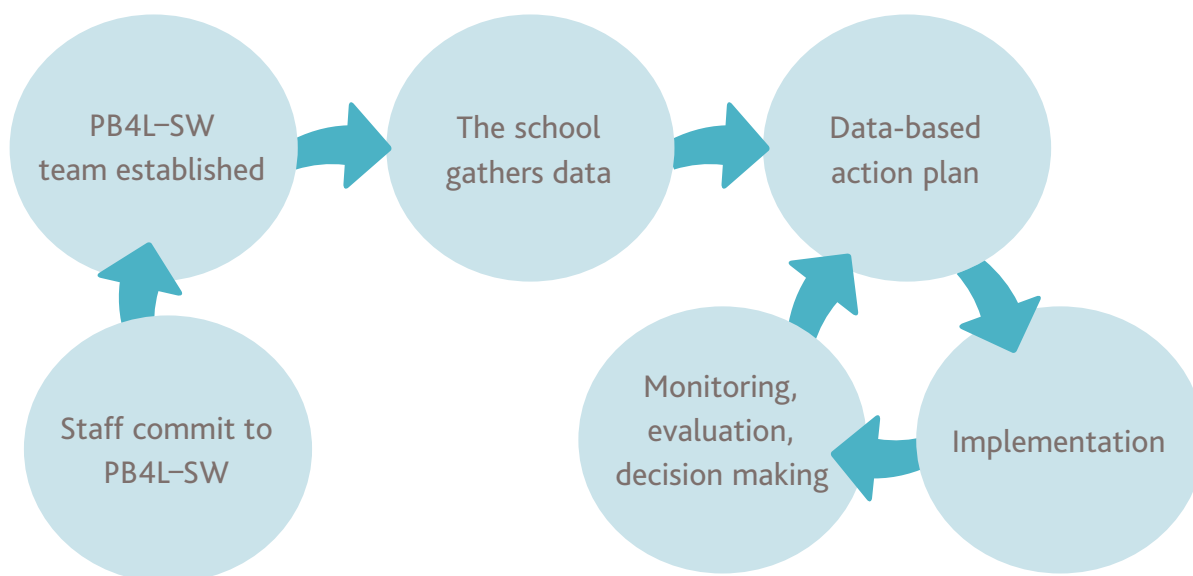 PB4L–SW
team established
The school
gathers data
Data-based
action plan
Staff commit to
PB4L–SW
Monitoring,
evaluation,
decision making
Implementation